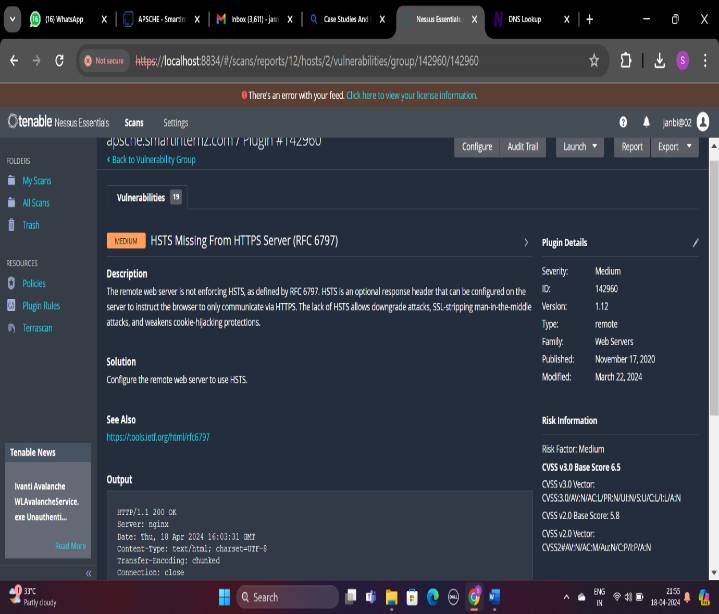 (16) WhatsApp
APSCHE - Smartin
Inbox (3,611) - jash
Case Studies And
Nessus Essentials
DNS Lookup
Not secure
https://localhost:8834/#/scans/reports/12/hosts/2/vulnerabilities/group/142960/142960
S
There's an error with your feed. Click here to view your license information.
tenable Nessus Essentials
Scans
Settings
janbi@02
FOLDERS
My Scans
All Scans
Trash
RESOURCES
Policies
Plugin Rules
Terrascan
Tenable News
Ivanti Avalanche
WLAvalancheService.
exe Unauthenti...
Read More
apsche.smartinternz.com / Plugin #142960
‹ Back to Vulnerability Group
Configure
Audit Trail
Launch
Report
Export
Vulnerabilities 19
MEDIUM
HSTS Missing From HTTPS Server (RFC 6797)
Description
The remote web server is not enforcing HSTS, as defined by RFC 6797. HSTS is an optional response header that can be configured on the
server to instruct the browser to only communicate via HTTPS. The lack of HSTS allows downgrade attacks, SSL-stripping man-in-the-middle
attacks, and weakens cookie-hijacking protections.
Solution
Configure the remote web server to use HSTS.
See Also
https://tools.ietf.org/html/rfc6797
Output
HTTP/1.1 200 OK
Server: nginx
Date: Thu, 18 Apr 2024 16:03:31 GMT
Content-Type: text/html; charset=UTF-8
Transfer-Encoding: chunked
Connection: close
Plugin Details
Severity: Medium
ID: 142960
Version: 1.12
Type: remote
Family: Web Servers
Published: November 17, 2020
Modified: March 22, 2024
Risk Information
Risk Factor: Medium
CVSS v3.0 Base Score 6.5
CVSS v3.0 Vector:
CVSS:3.0/AV:N/AC:L/PR:N/UI:N/S:U/C:L/I:L/A:N
CVSS v2.0 Base Score: 5.8
CVSS v2.0 Vector:
CVSS2#AV:N/AC:M/Au:N/C:P/I:P/A:N
33°C
Partly cloudy
Search
ENG
IN
21:55
18-04-2024